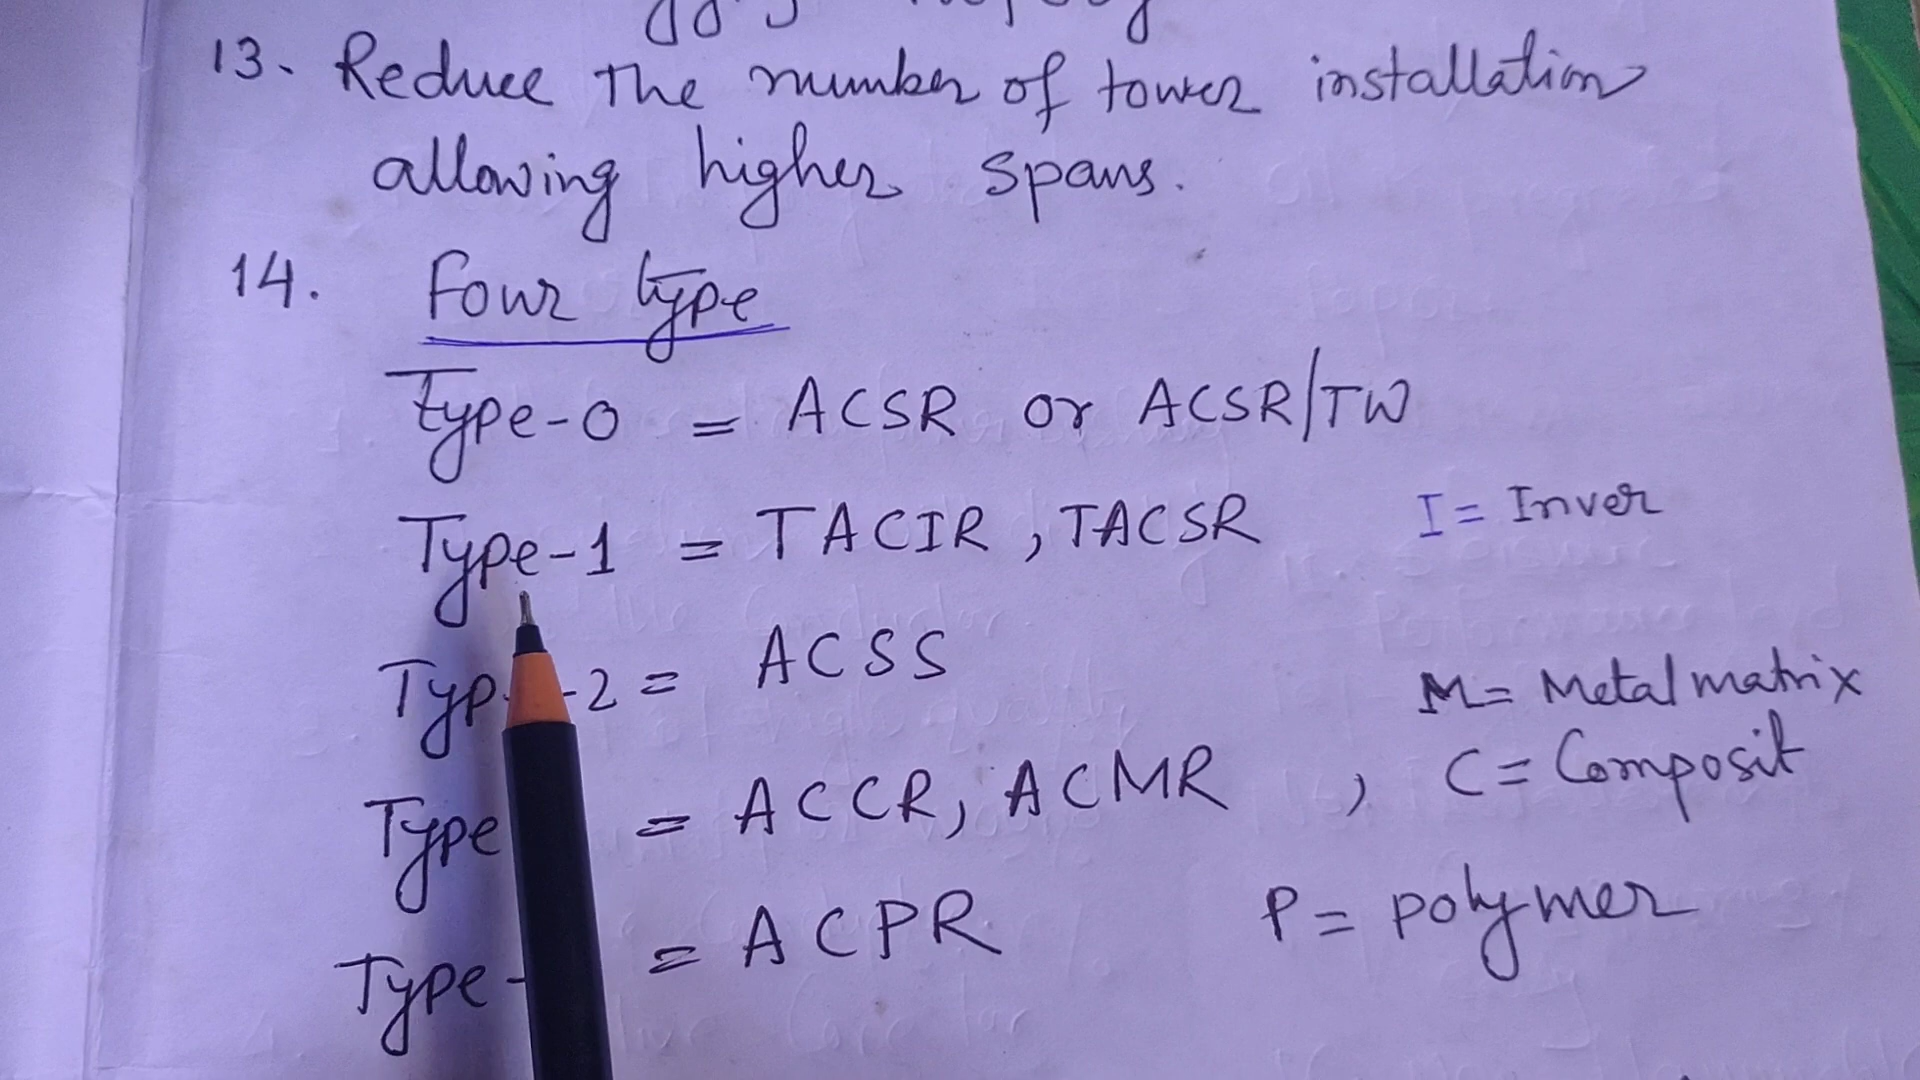 13. Reduce The number of tower installation
allowing higher spans.
14. Four type
Type-0 = ACSR or ACSR/TW
Type-1 = TACIR, TACSR I = Inver
Typ -2 = ACSS
M = Metal matrix
Type = ACCR, ACMR , C = Composit
Type- = ACPR P = polymer